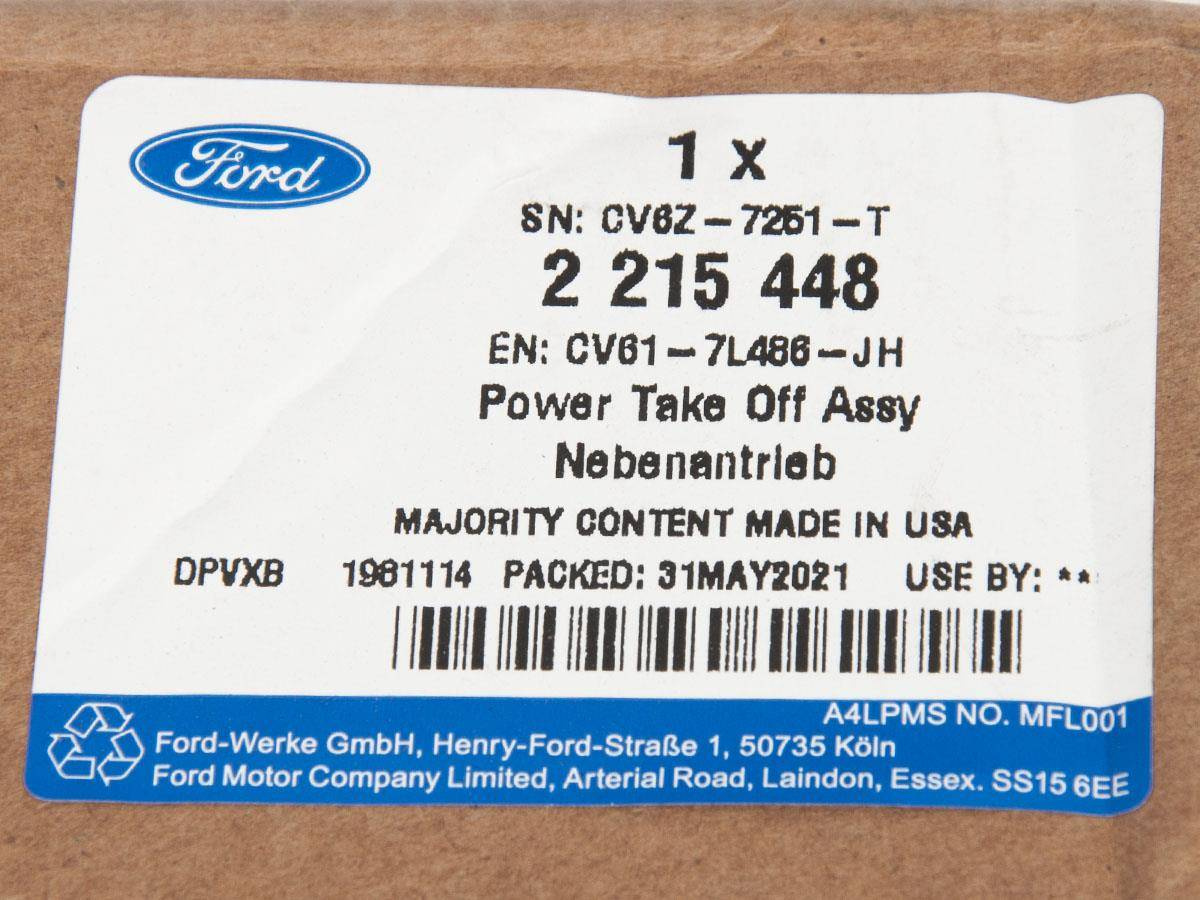 Ford
1 x
SN: CV6Z-7251-T
2 215 448
EN: CV61-7L486-JH
Power Take Off Assy
Nebenantrieb
MAJORITY CONTENT MADE IN USA
DPVXB 1981114 PACKED: 31MAY2021 USE BY: **
A4LPMS NO. MFL001
Ford-Werke GmbH, Henry-Ford-Straße 1, 50735 Köln
Ford Motor Company Limited, Arterial Road, Laindon, Essex. SS15 6EE